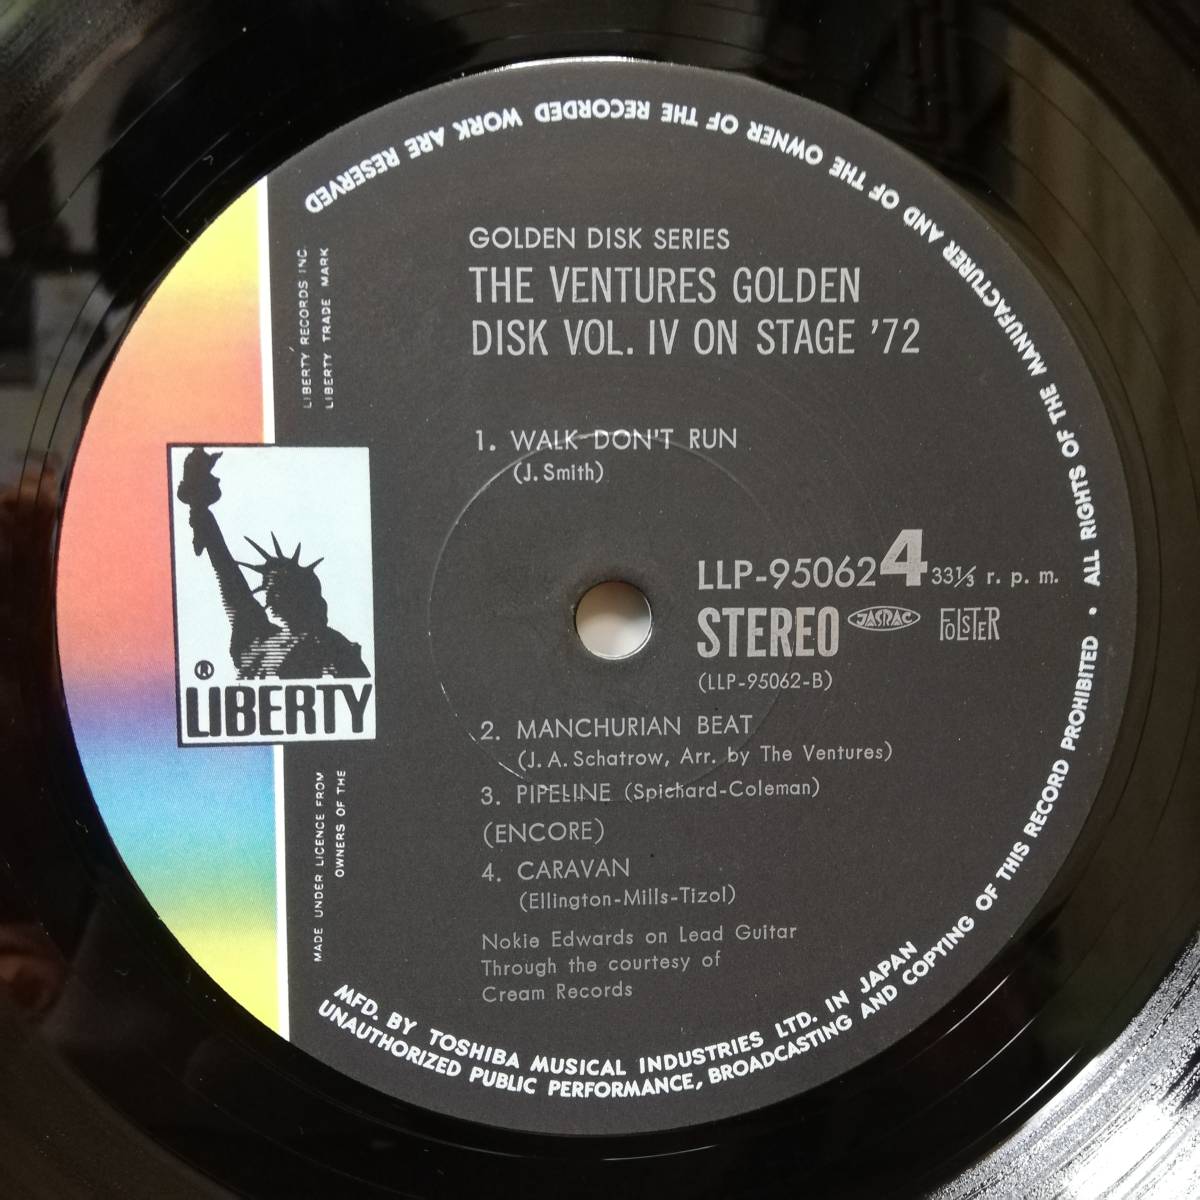 GOLDEN DISK SERIES
THE VENTURES GOLDEN
DISK VOL. IV ON STAGE '72
1. WALK DON'T RUN
(J. Smith)
LLP-95062 4 33⅓ r. p. m.
STEREO JASRAC FOLSTER
(LLP-95062-B)
2. MANCHURIAN BEAT
(J. A. Schatrow, Arr. by The Ventures)
3. PIPELINE (Spichard-Coleman)
(ENCORE)
4. CARAVAN
(Ellington-Mills-Tizol)
Nokie Edwards on Lead Guitar
Through the courtesy of
Cream Records
LIBERTY RECORDS INC.
LIBERTY TRADE MARK
® LIBERTY
MADE UNDER LICENCE FROM
OWNERS OF THE
MFD. BY TOSHIBA MUSICAL INDUSTRIES LTD. IN JAPAN
UNAUTHORIZED PUBLIC PERFORMANCE, BROADCASTING AND COPYING OF THIS RECORD PROHIBITED • ALL RIGHTS OF THE MANUFACTURER AND OF THE OWNER OF THE RECORDED WORK ARE RESERVED